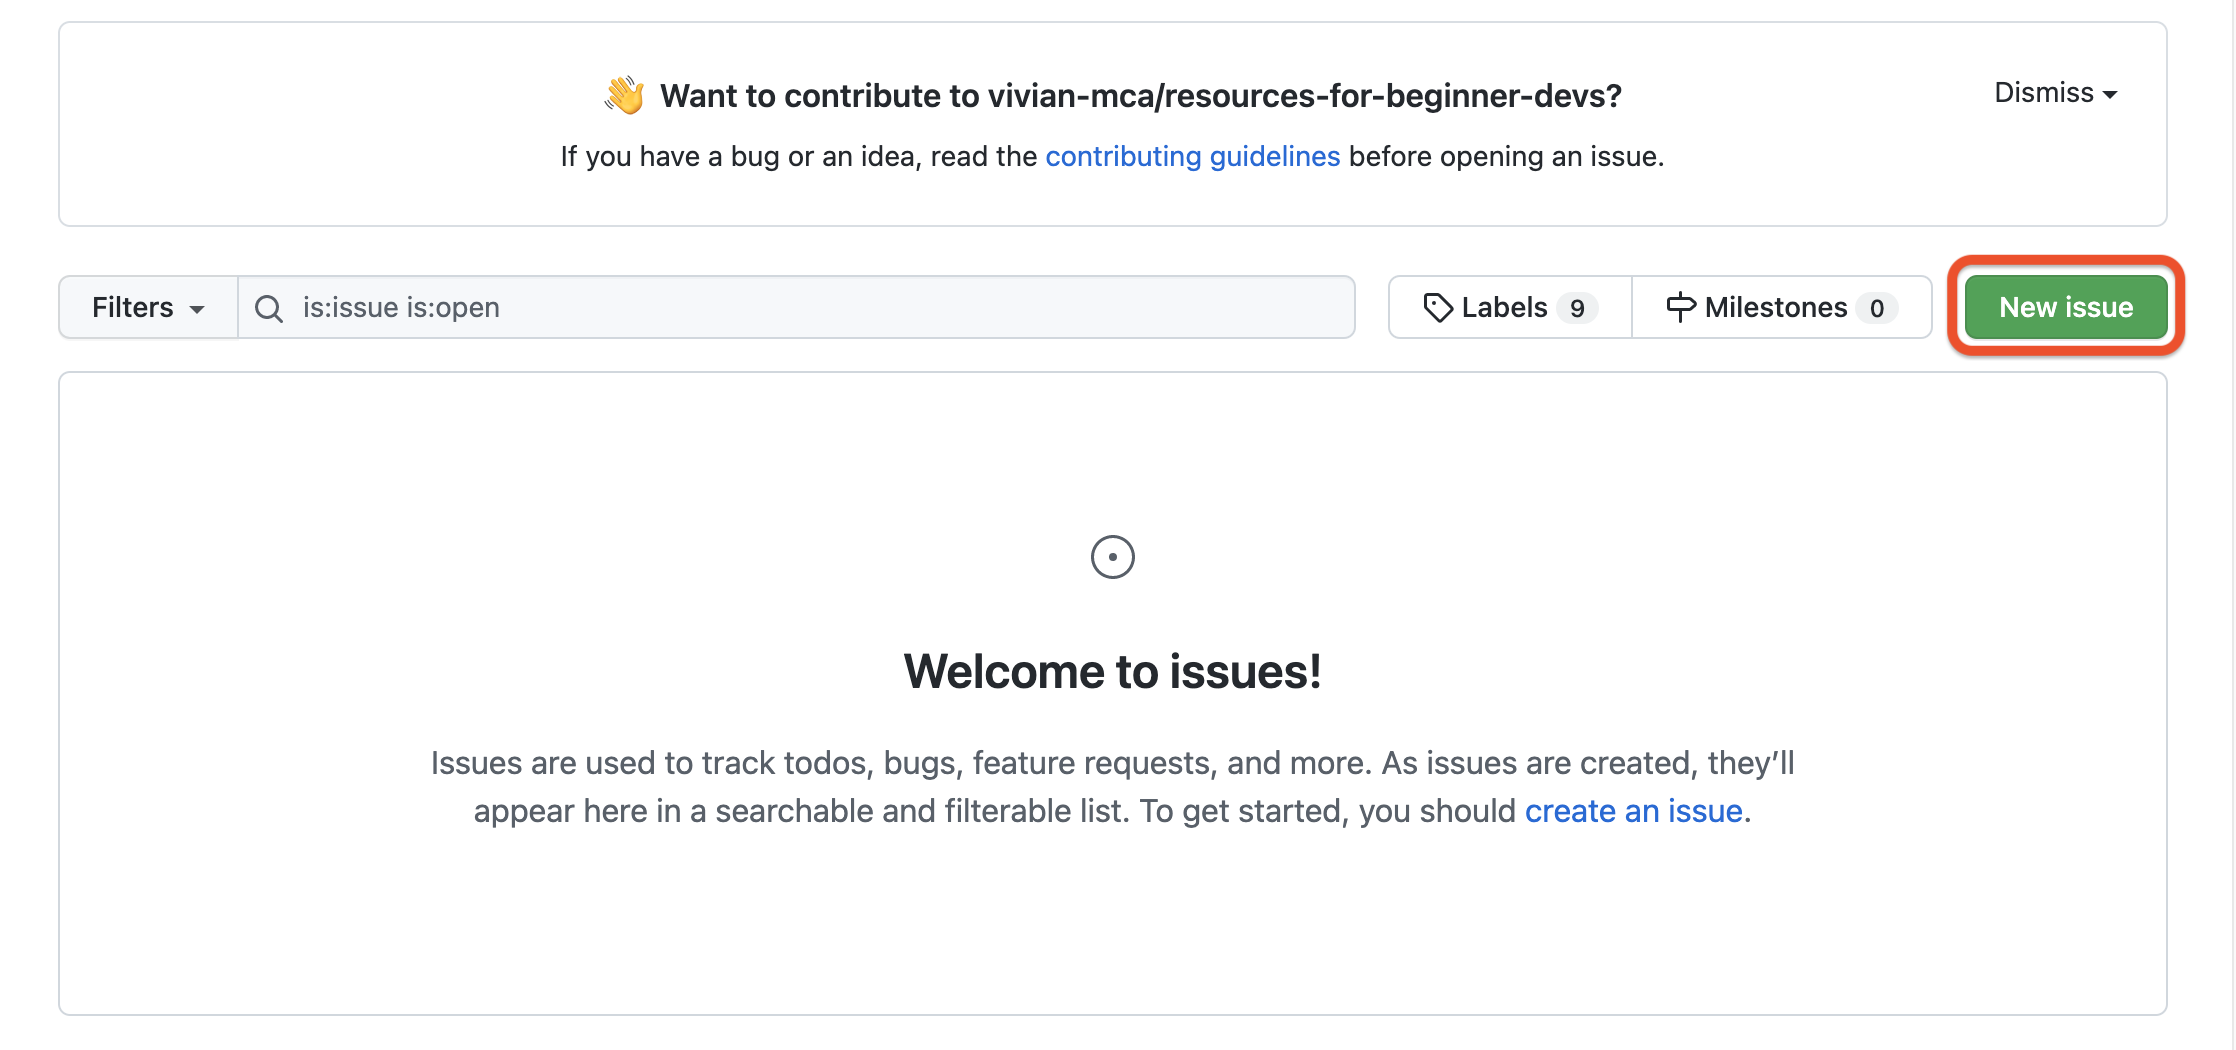 👋 Want to contribute to vivian-mca/resources-for-beginner-devs?
Dismiss
If you have a bug or an idea, read the contributing guidelines before opening an issue.
Filters
is:issue is:open
Labels 9
Milestones 0
New issue
Welcome to issues!
Issues are used to track todos, bugs, feature requests, and more. As issues are created, they’ll
appear here in a searchable and filterable list. To get started, you should create an issue.